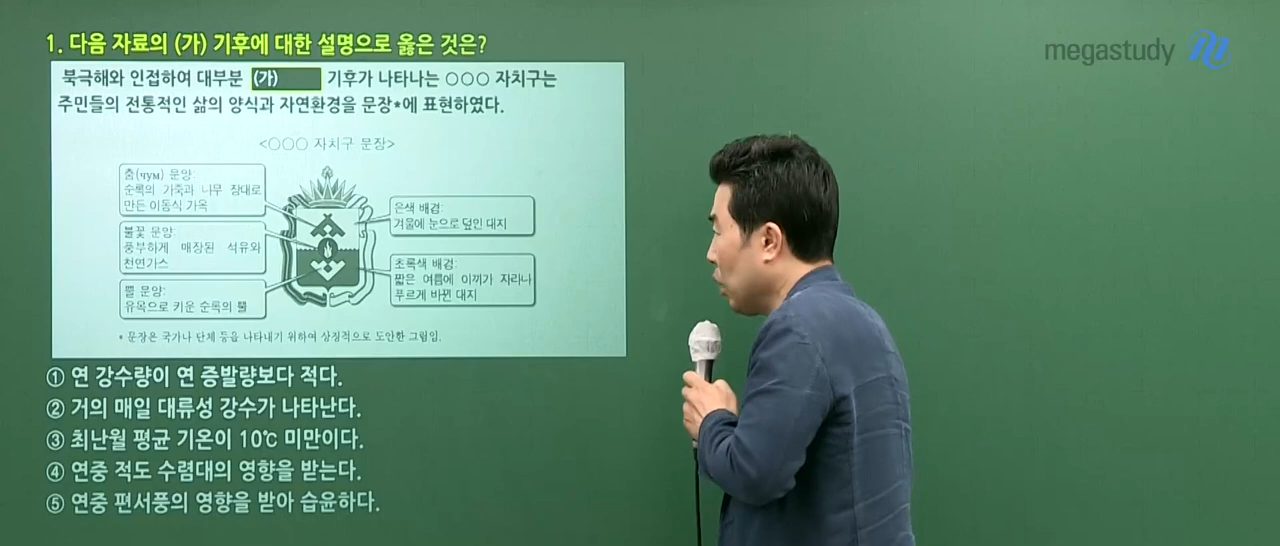 1. 다음 자료의 (가) 기후에 대한 설명으로 옳은 것은?
megastudy
북극해와 인접하여 대부분 (가) 기후가 나타나는 ○○○ 자치구는
주민들의 전통적인 삶의 양식과 자연환경을 문장*에 표현하였다.
<○○○ 자치구 문장>
춤(чум) 문양:
순록의 가죽과 나무 장대로
만든 이동식 가옥
불꽃 문양:
풍부하게 매장된 석유와
천연가스
뿔 문양:
유목으로 키운 순록의 뿔
은색 배경:
겨울에 눈으로 덮인 대지
초록색 배경:
짧은 여름에 이끼가 자라나
푸르게 바뀐 대지
* 문장은 국가나 단체 등을 나타내기 위하여 상징적으로 도안한 그림임.
① 연 강수량이 연 증발량보다 적다.
② 거의 매일 대류성 강수가 나타난다.
③ 최난월 평균 기온이 10℃ 미만이다.
④ 연중 적도 수렴대의 영향을 받는다.
⑤ 연중 편서풍의 영향을 받아 습윤하다.